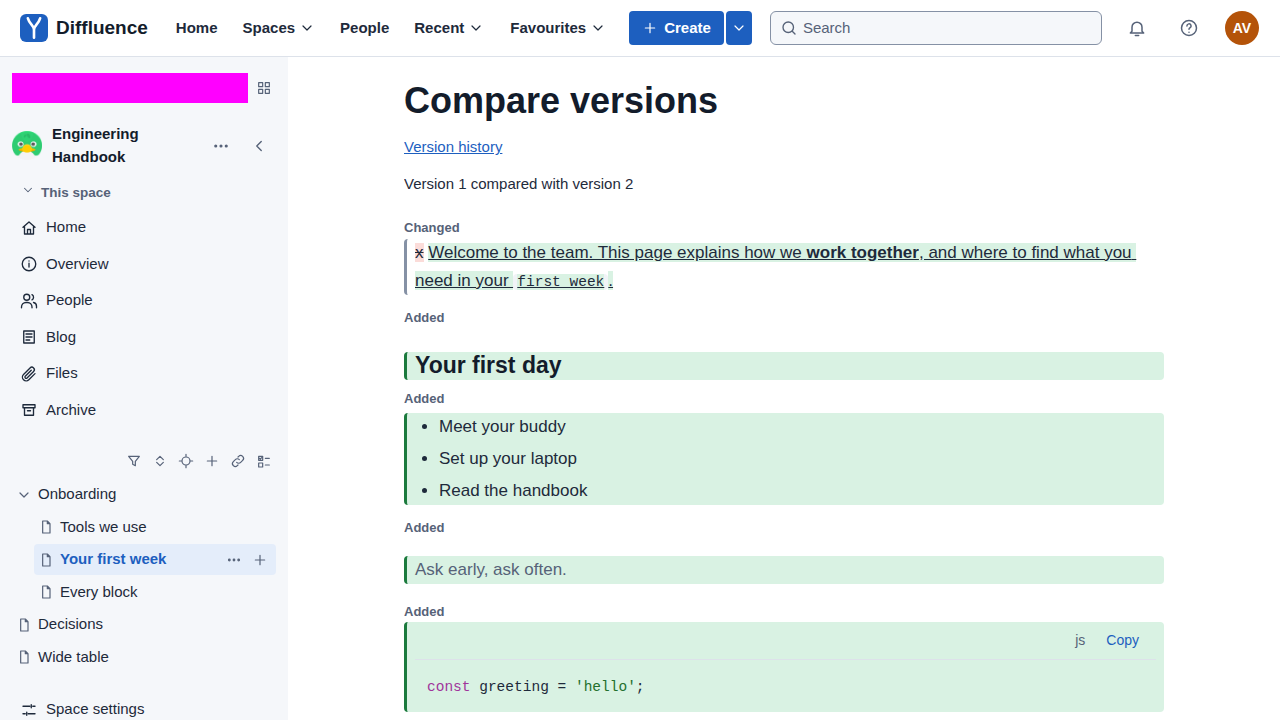 Diffluence Home Spaces People Recent Favourites Create Search AV
Engineering
Handbook
This space
Home
Overview
People
Blog
Files
Archive
Onboarding
Tools we use
Your first week
Every block
Decisions
Wide table
Space settings
Compare versions
Version history
Version 1 compared with version 2
Changed
x Welcome to the team. This page explains how we work together, and where to find what you
need in your first week .
Added
Your first day
Added
• Meet your buddy
• Set up your laptop
• Read the handbook
Added
Ask early, ask often.
Added
js Copy
const greeting = 'hello';